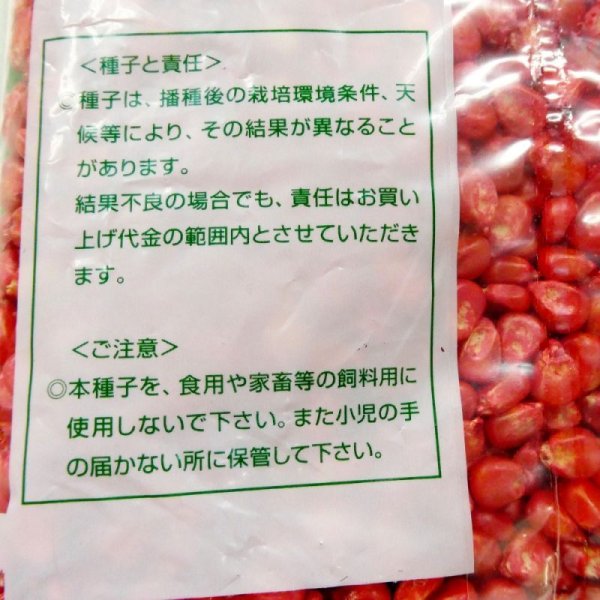 ＜種子と責任＞
◎種子は、播種後の栽培環境条件、天
候等により、その結果が異なること
があります。
結果不良の場合でも、責任はお買い
上げ代金の範囲内とさせていただき
ます。
＜ご注意＞
◎本種子を、食用や家畜等の飼料用に
使用しないで下さい。また小児の手
の届かない所に保管して下さい。